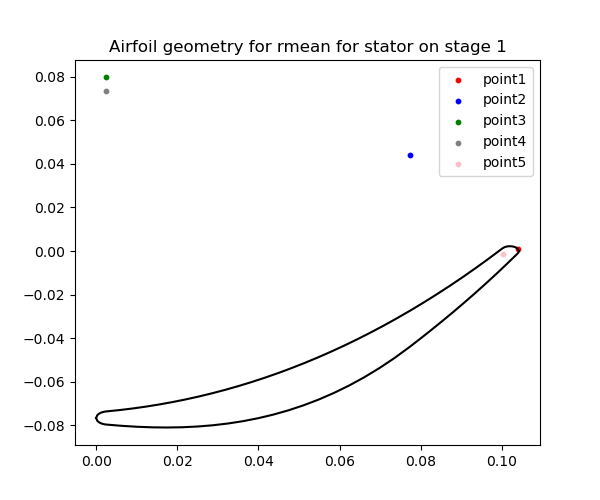 Airfoil geometry for rmean for stator on stage 1
point1
point2
point3
point4
point5
0.08
0.06
0.04
0.02
0.00
−0.02
−0.04
−0.06
−0.08
0.00 0.02 0.04 0.06 0.08 0.10